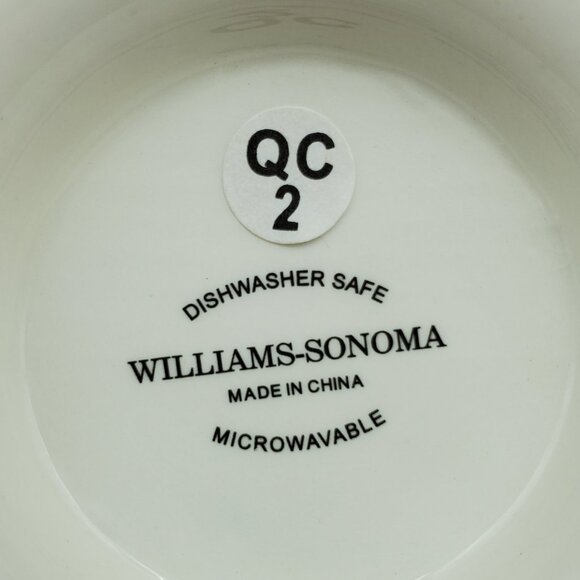 QC
2
DISHWASHER SAFE
WILLIAMS-SONOMA
MADE IN CHINA
MICROWAVABLE